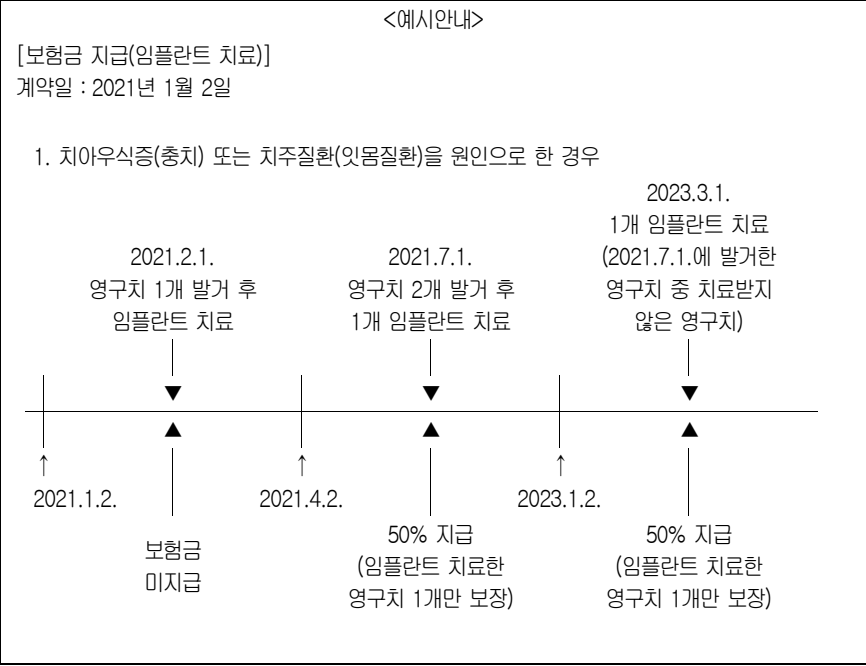 <예시안내>
[보험금 지급(임플란트 치료)]
계약일 : 2021년 1월 2일
1. 치아우식증(충치) 또는 치주질환(잇몸질환)을 원인으로 한 경우
2021.2.1.
영구치 1개 발거 후
임플란트 치료
2021.7.1.
영구치 2개 발거 후
1개 임플란트 치료
2023.3.1.
1개 임플란트 치료
(2021.7.1.에 발거한
영구치 중 치료받지
않은 영구치)
2021.1.2.
2021.4.2.
2023.1.2.
보험금
미지급
50% 지급
(임플란트 치료한
영구치 1개만 보장)
50% 지급
(임플란트 치료한
영구치 1개만 보장)